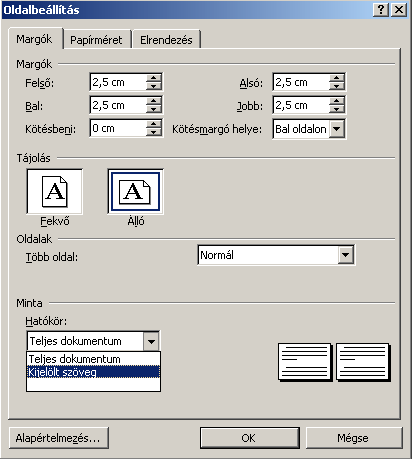 Oldalbeállítás
Margók Papírméret Elrendezés
Margók
Felső: 2,5 cm Alsó: 2,5 cm
Bal: 2,5 cm Jobb: 2,5 cm
Kötésbeni: 0 cm Kötésmargó helye: Bal oldalon
Tájolás
A A
Fekvő Álló
Oldalak
Több oldal: Normál
Minta
Hatókör:
Teljes dokumentum
Teljes dokumentum
Kijelölt szöveg
Alapértelmezés... OK Mégse